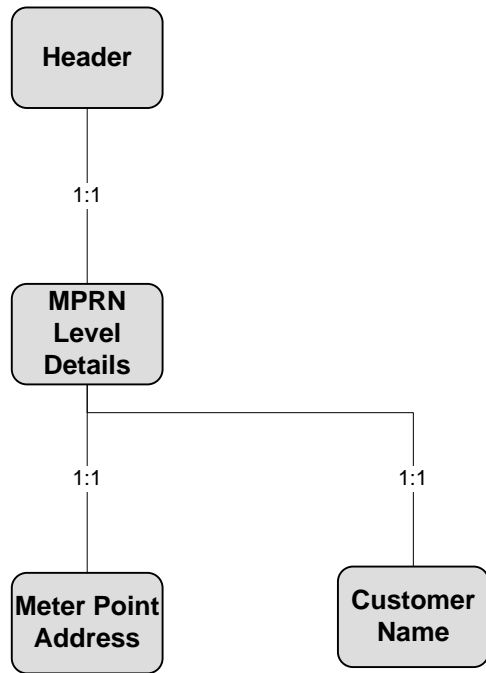 Header
1:1
MPRN
Level
Details
1:1
1:1
Meter Point
Address
Customer
Name